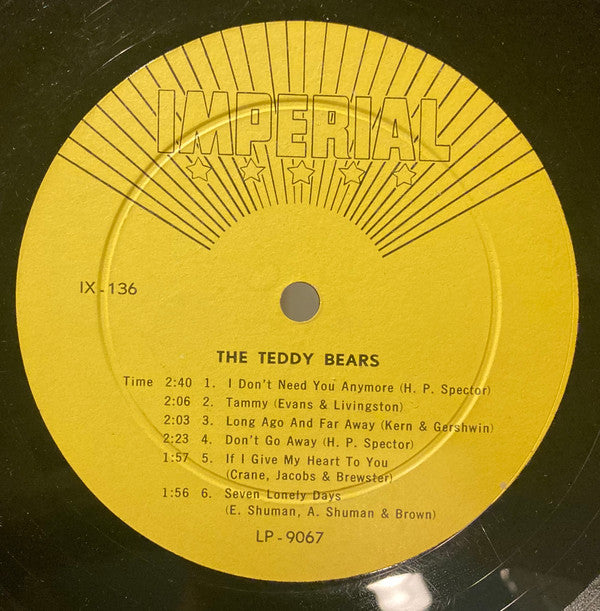 IMPERIAL
IX-136
THE TEDDY BEARS
Time 2:40 1. I Don't Need You Anymore (H. P. Spector)
2:06 2. Tammy (Evans & Livingston)
2:03 3. Long Ago And Far Away (Kern & Gershwin)
2:23 4. Don't Go Away (H. P. Spector)
1:57 5. If I Give My Heart To You
(Crane, Jacobs & Brewster)
1:56 6. Seven Lonely Days
(E. Shuman, A. Shuman & Brown)
LP-9067